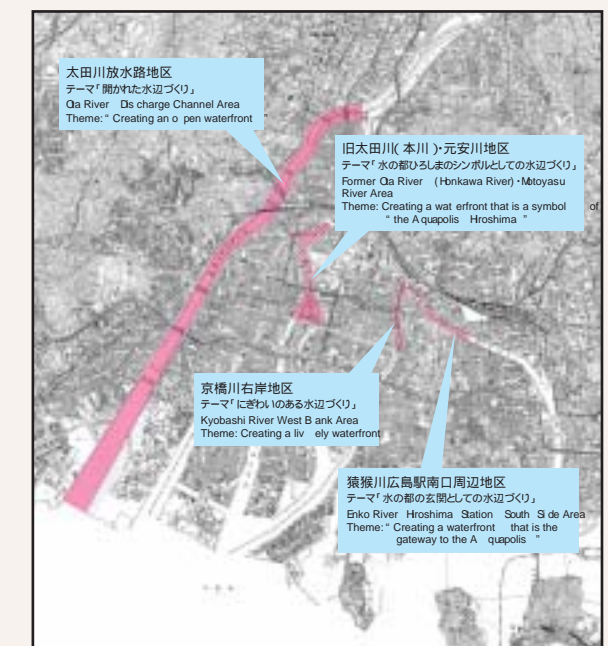 太田川放水路地区
テーマ「開かれた水辺づくり」
Ota River Discharge Channel Area
Theme: “Creating an open waterfront”
旧太田川(本川)・元安川地区
テーマ「水の都ひろしまのシンボルとしての水辺づくり」
Former Ota River (Honkawa River)・Motoyasu
River Area
Theme: Creating a waterfront that is a symbol of
“the Aquapolis Hiroshima”
京橋川右岸地区
テーマ「にぎわいのある水辺づくり」
Kyobashi River West Bank Area
Theme: Creating a lively waterfront
猿猴川広島駅南口周辺地区
テーマ「水の都の玄関としての水辺づくり」
Enko River Hiroshima Station South Side Area
Theme: “Creating a waterfront that is the
gateway to the Aquapolis”